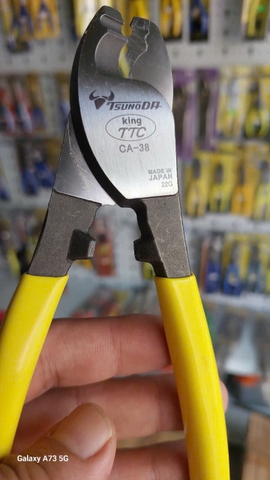 TSUNODA
king
TTC
CA-38
MADE IN
JAPAN
22G
Galaxy A73 5G